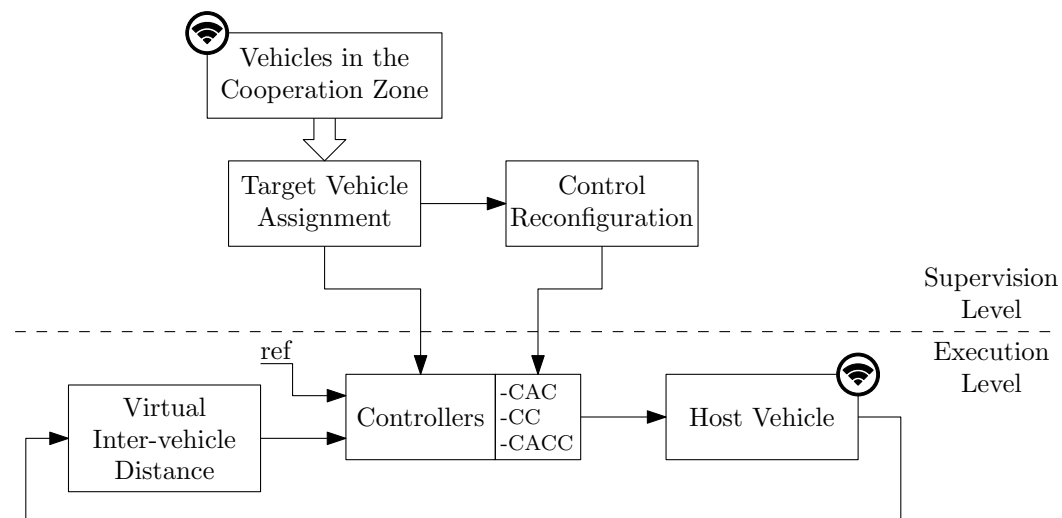 Vehicles in the
Cooperation Zone
Target Vehicle
Assignment
Control
Reconfiguration
Supervision
Level
Execution
Level
ref
Virtual
Inter-vehicle
Distance
Controllers
-CAC
-CC
-CACC
Host Vehicle